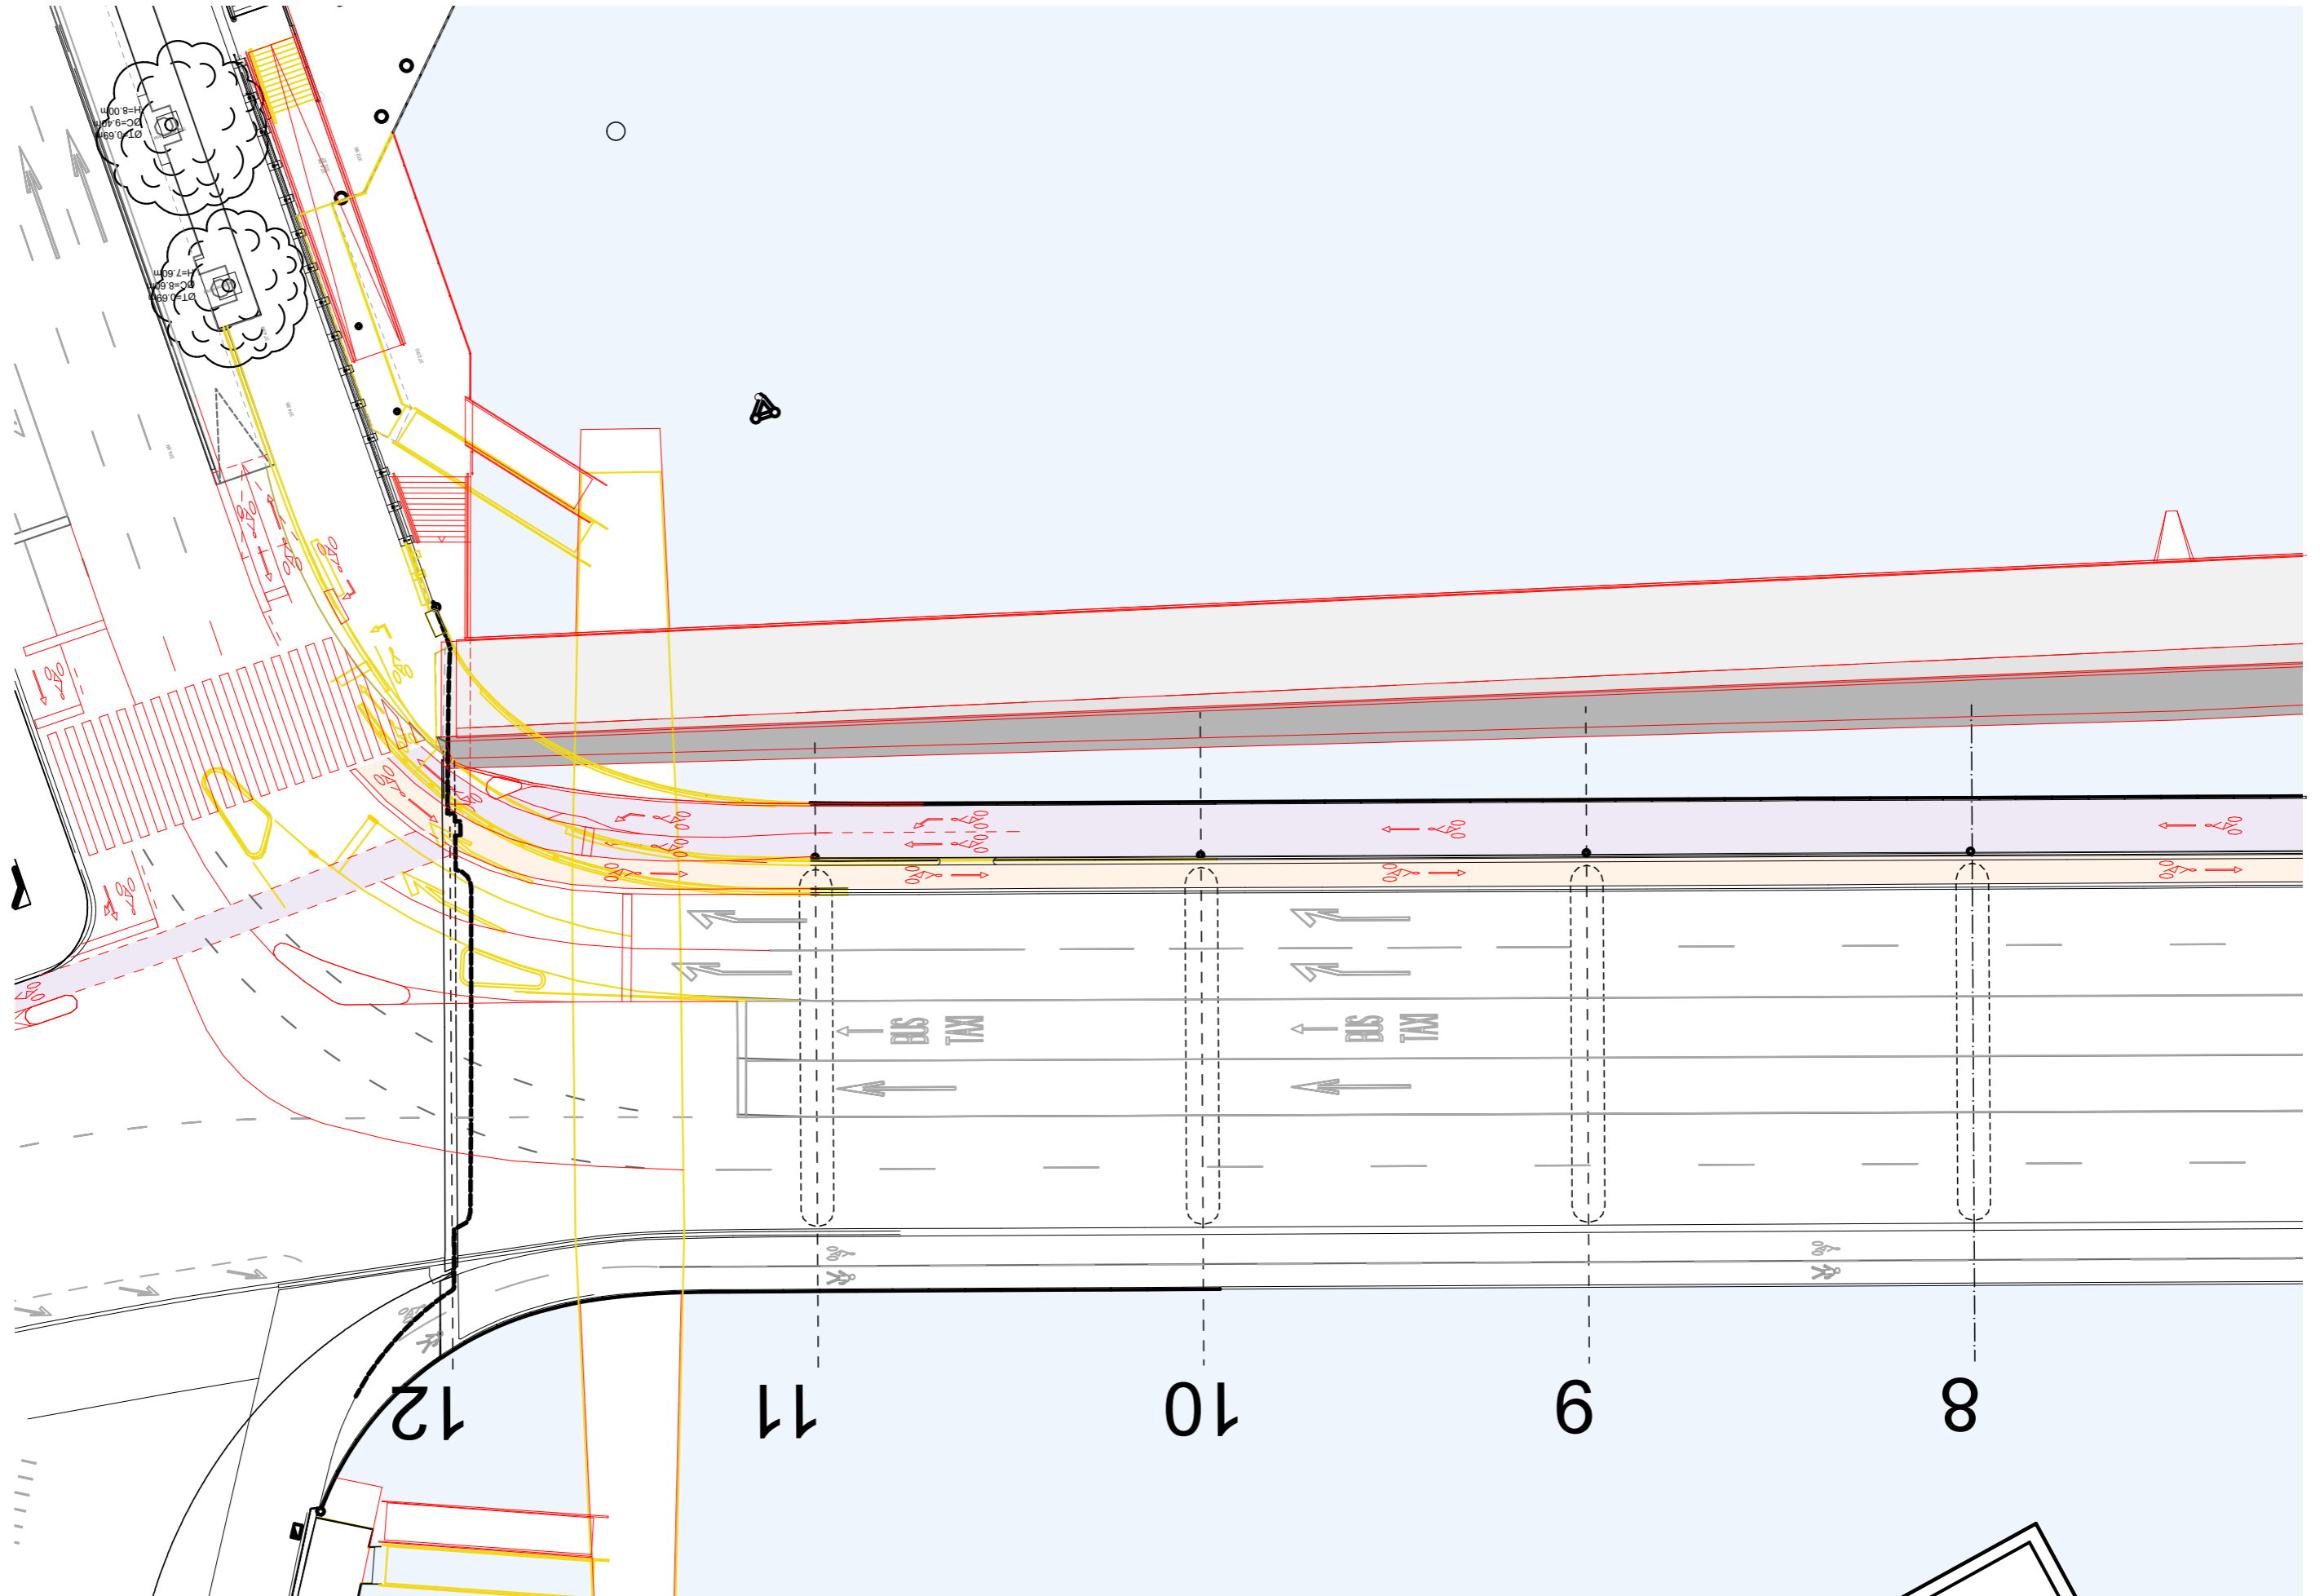 H=8.00m
ØC=9.40m
ØT=0.69m
H=7.60m
ØC=8.60m
ØT=0.69m
BUS
TAXI
BUS
TAXI
12
11
10
9
8